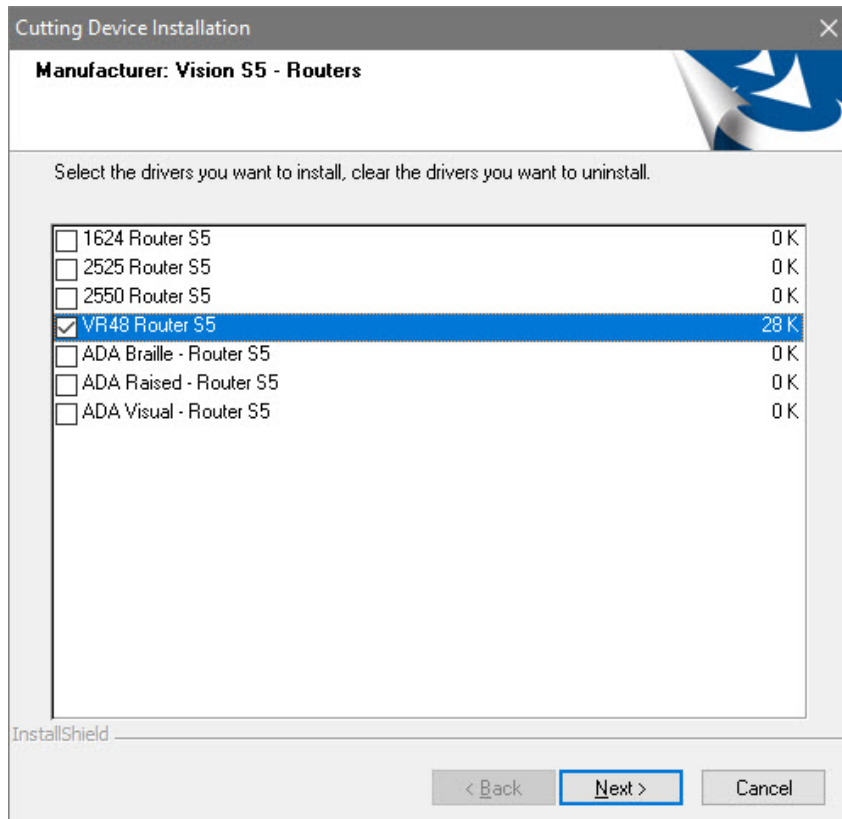 Cutting Device Installation
Manufacturer: Vision S5 - Routers
Select the drivers you want to install, clear the drivers you want to uninstall.
1624 Router S5 0 K
2525 Router S5 0 K
2550 Router S5 0 K
VR48 Router S5 28 K
ADA Braille - Router S5 0 K
ADA Raised - Router S5 0 K
ADA Visual - Router S5 0 K
InstallShield
< Back Next > Cancel